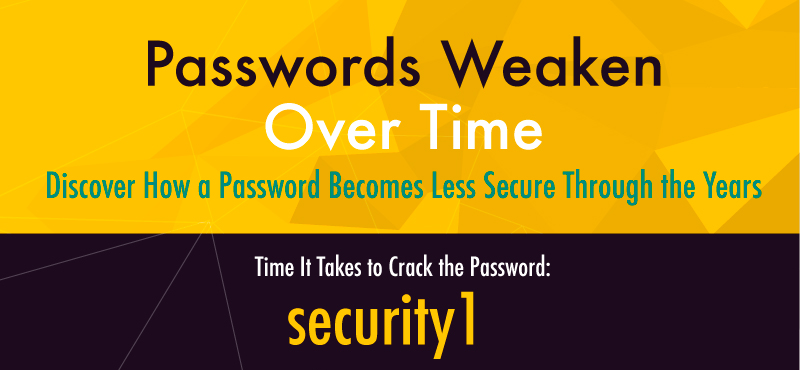 Passwords Weaken
Over Time
Discover How a Password Becomes Less Secure Through the Years
Time It Takes to Crack the Password:
security1